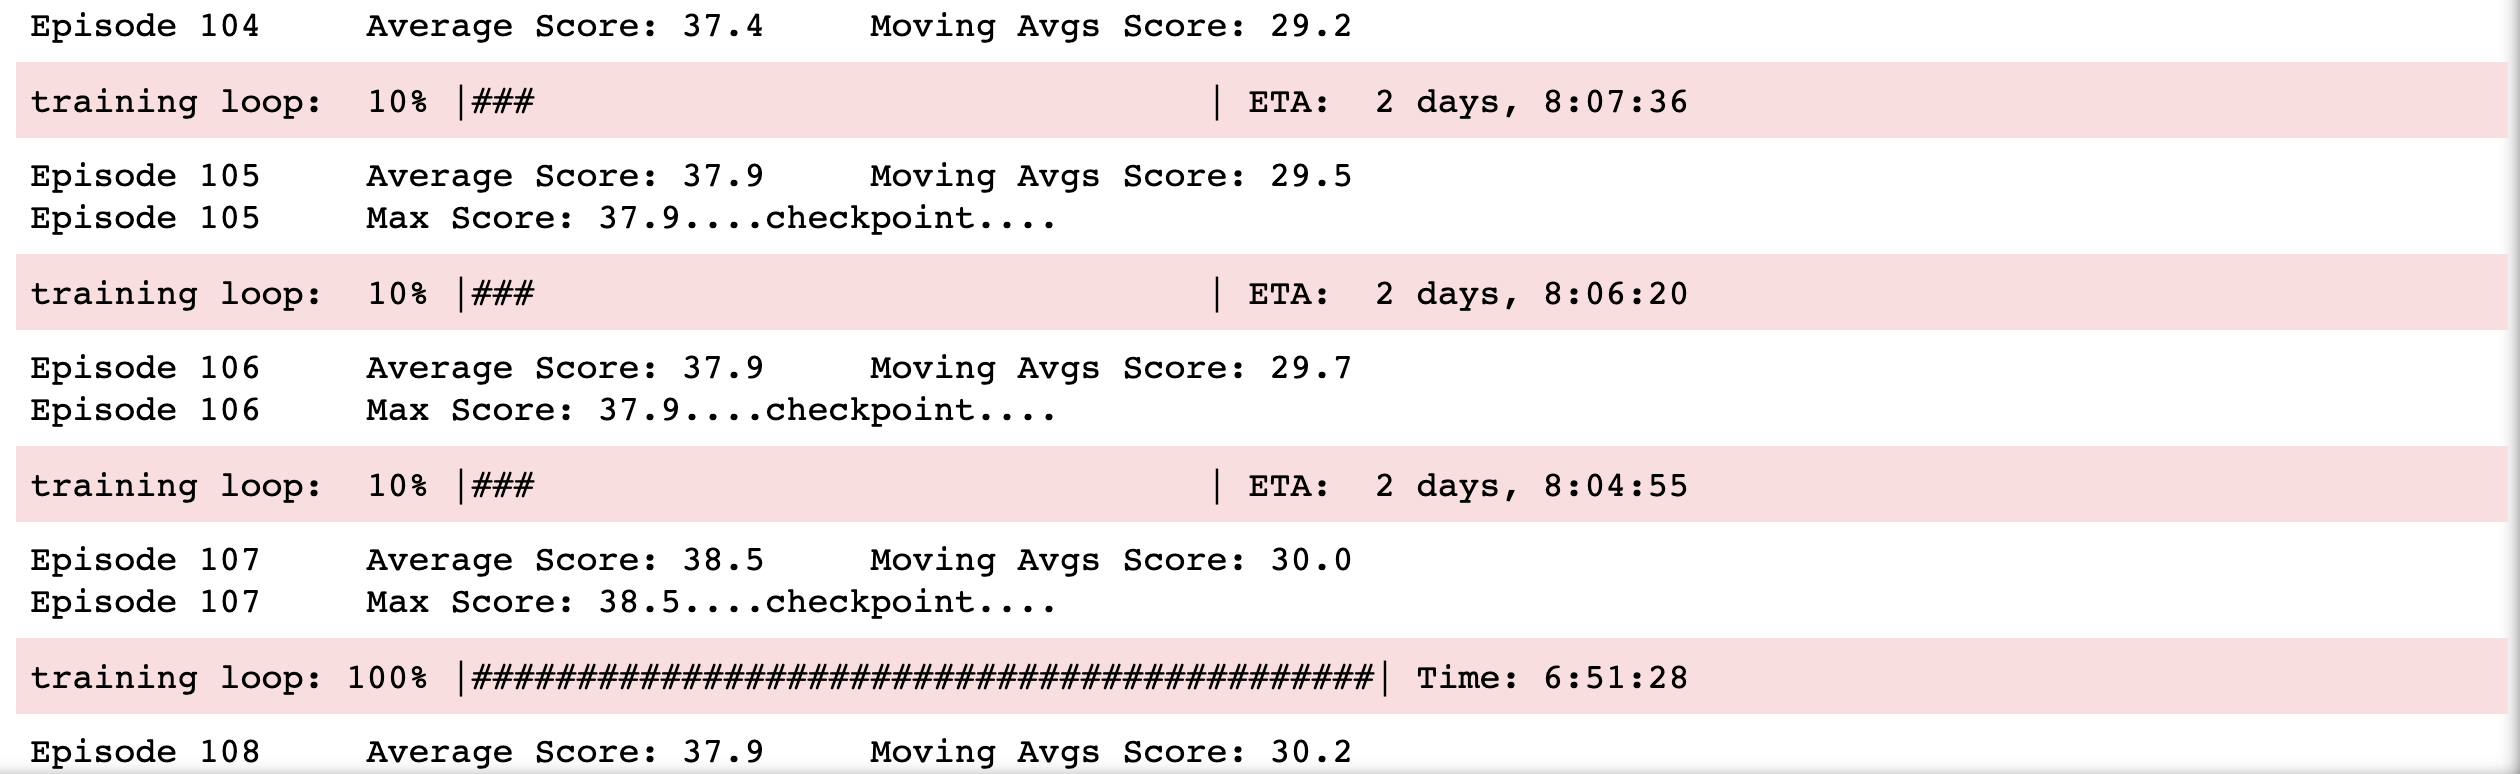 Episode 104     Average Score: 37.4     Moving Avgs Score: 29.2
training loop:  10% |###                                | ETA:  2 days, 8:07:36
Episode 105     Average Score: 37.9     Moving Avgs Score: 29.5
Episode 105     Max Score: 37.9....checkpoint....
training loop:  10% |###                                | ETA:  2 days, 8:06:20
Episode 106     Average Score: 37.9     Moving Avgs Score: 29.7
Episode 106     Max Score: 37.9....checkpoint....
training loop:  10% |###                                | ETA:  2 days, 8:04:55
Episode 107     Average Score: 38.5     Moving Avgs Score: 30.0
Episode 107     Max Score: 38.5....checkpoint....
training loop: 100% |###########################################| Time: 6:51:28
Episode 108     Average Score: 37.9     Moving Avgs Score: 30.2